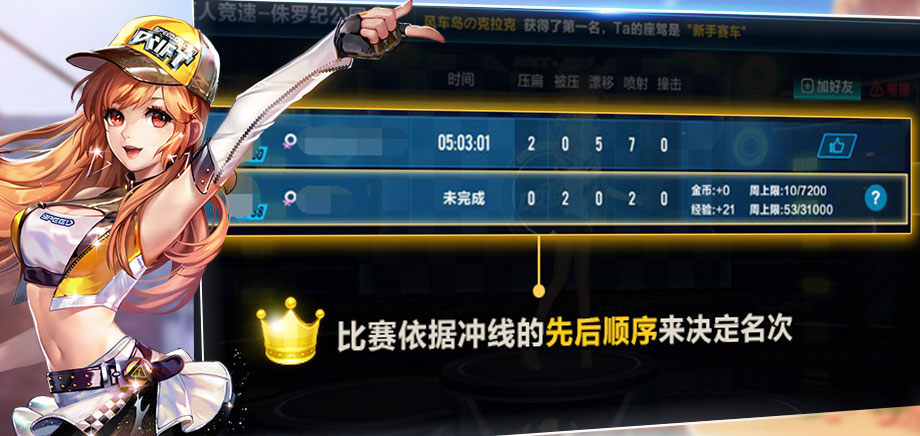 人竞速-侏罗纪公园
风车岛の克拉克 获得了第一名,Ta的座驾是 "新手赛车"
时间 压扁 被压 漂移 喷射 撞击
加好友 举报
05:03:01 2 0 5 7 0
未完成 0 2 0 2 0
金币:+0 周上限:10/7200
经验:+21 周上限:53/31000
?
比赛依据冲线的先后顺序来决定名次
DRIFT
SPEED